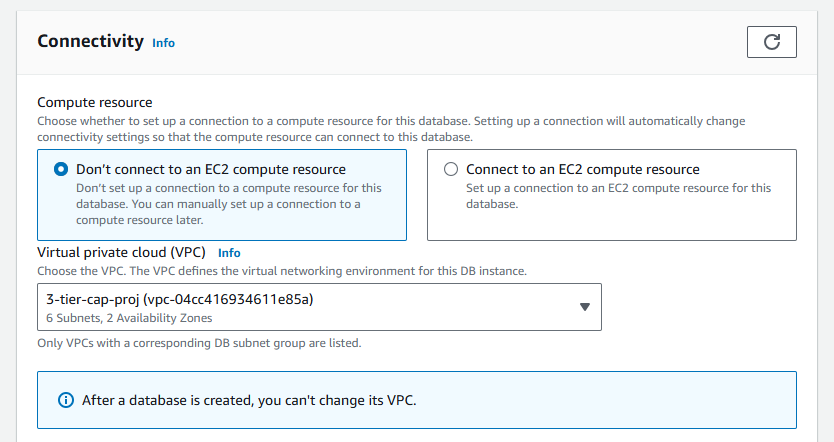 Connectivity Info
Compute resource
Choose whether to set up a connection to a compute resource for this database. Setting up a connection will automatically change
connectivity settings so that the compute resource can connect to this database.
Don't connect to an EC2 compute resource
Don't set up a connection to a compute resource for this
database. You can manually set up a connection to a
compute resource later.
Connect to an EC2 compute resource
Set up a connection to an EC2 compute resource for this
database.
Virtual private cloud (VPC) Info
Choose the VPC. The VPC defines the virtual networking environment for this DB instance.
3-tier-cap-proj (vpc-04cc416934611e85a)
6 Subnets, 2 Availability Zones
Only VPCs with a corresponding DB subnet group are listed.
After a database is created, you can't change its VPC.